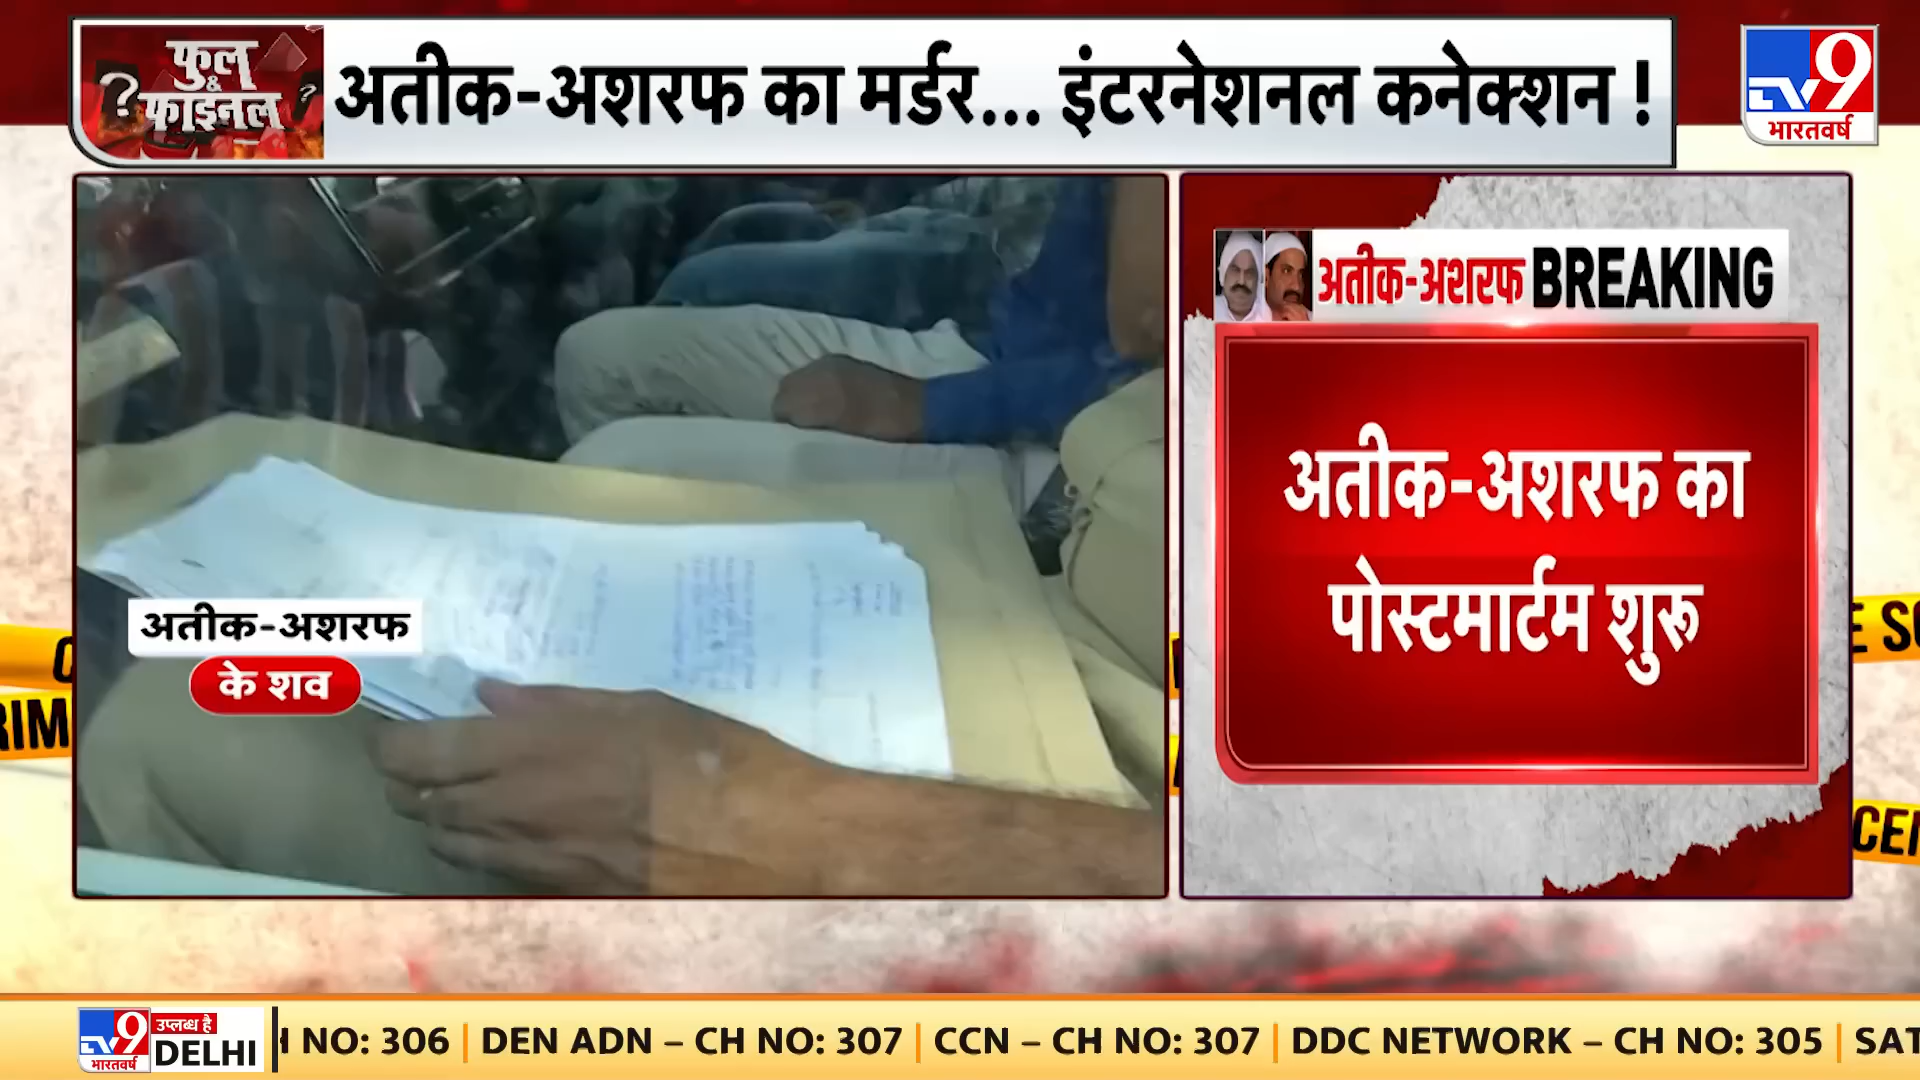 फुल
&
फाइनल
? ?
अतीक-अशरफ का मर्डर... इंटरनेशनल कनेक्शन !
TV9
भारतवर्ष
अतीक-अशरफ BREAKING
अतीक-अशरफ का
पोस्टमार्टम शुरू
अतीक-अशरफ
के शव
TV9
भारतवर्ष
उप्लब्ध है
DELHI
H NO: 306 | DEN ADN – CH NO: 307 | CCN – CH NO: 307 | DDC NETWORK – CH NO: 305 | SAT